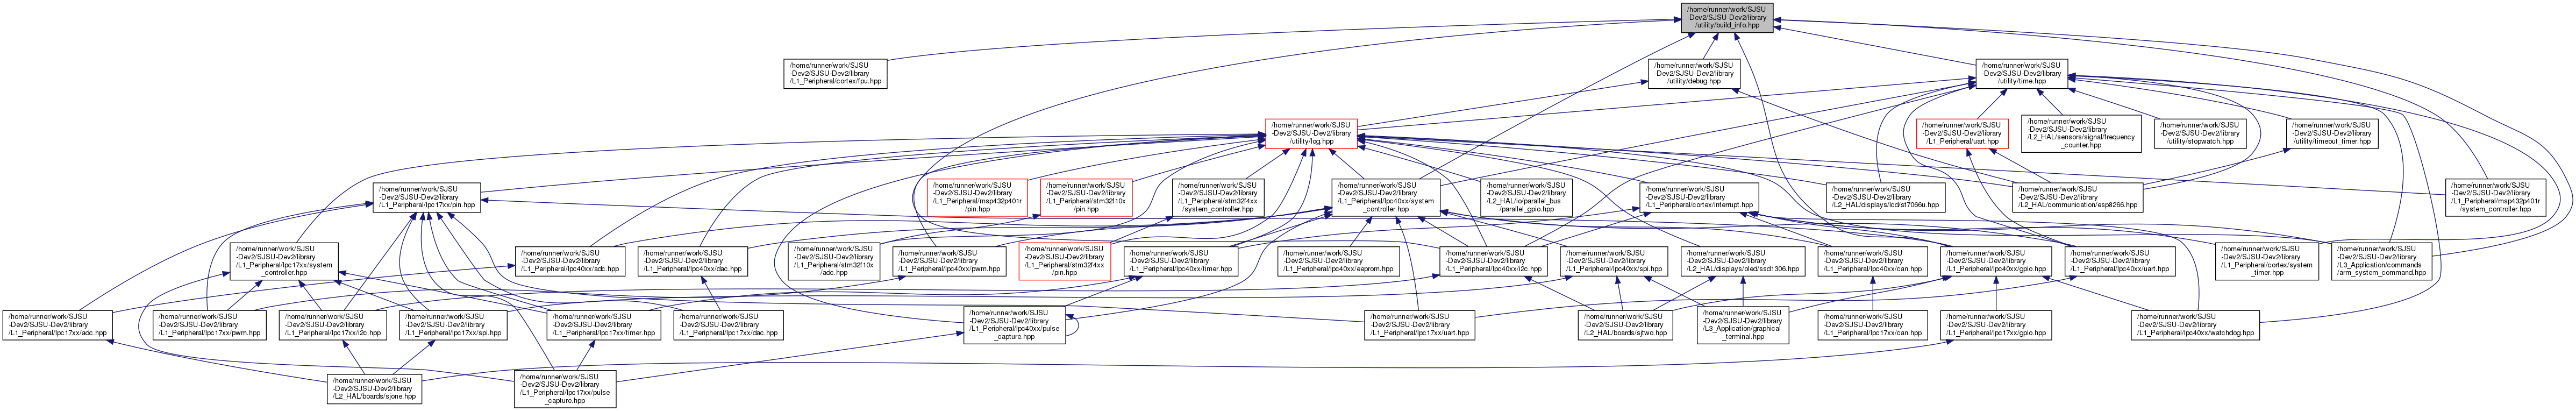 /home/runner/work/SJSU
-Dev2/SJSU-Dev2/library
/utility/build_info.hpp
/home/runner/work/SJSU
-Dev2/SJSU-Dev2/library
/L1_Peripheral/cortex/fpu.hpp
/home/runner/work/SJSU
-Dev2/SJSU-Dev2/library
/utility/debug.hpp
/home/runner/work/SJSU
-Dev2/SJSU-Dev2/library
/utility/time.hpp
/home/runner/work/SJSU
-Dev2/SJSU-Dev2/library
/utility/log.hpp
/home/runner/work/SJSU
-Dev2/SJSU-Dev2/library
/L1_Peripheral/uart.hpp
/home/runner/work/SJSU
-Dev2/SJSU-Dev2/library
/L2_HAL/sensors/signal/frequency
_counter.hpp
/home/runner/work/SJSU
-Dev2/SJSU-Dev2/library
/utility/stopwatch.hpp
/home/runner/work/SJSU
-Dev2/SJSU-Dev2/library
/utility/timeout_timer.hpp
/home/runner/work/SJSU
-Dev2/SJSU-Dev2/library
/L1_Peripheral/lpc17xx/pin.hpp
/home/runner/work/SJSU
-Dev2/SJSU-Dev2/library
/L1_Peripheral/msp432p401r
/pin.hpp
/home/runner/work/SJSU
-Dev2/SJSU-Dev2/library
/L1_Peripheral/stm32f10x
/pin.hpp
/home/runner/work/SJSU
-Dev2/SJSU-Dev2/library
/L1_Peripheral/stm32f4xx
/system_controller.hpp
/home/runner/work/SJSU
-Dev2/SJSU-Dev2/library
/L1_Peripheral/lpc40xx/system
_controller.hpp
/home/runner/work/SJSU
-Dev2/SJSU-Dev2/library
/L2_HAL/io/parallel_bus
/parallel_gpio.hpp
/home/runner/work/SJSU
-Dev2/SJSU-Dev2/library
/L1_Peripheral/cortex/interrupt.hpp
/home/runner/work/SJSU
-Dev2/SJSU-Dev2/library
/L2_HAL/displays/lcd/st7066u.hpp
/home/runner/work/SJSU
-Dev2/SJSU-Dev2/library
/L2_HAL/communication/esp8266.hpp
/home/runner/work/SJSU
-Dev2/SJSU-Dev2/library
/L1_Peripheral/msp432p401r
/system_controller.hpp
/home/runner/work/SJSU
-Dev2/SJSU-Dev2/library
/L1_Peripheral/lpc17xx/system
_controller.hpp
/home/runner/work/SJSU
-Dev2/SJSU-Dev2/library
/L1_Peripheral/lpc40xx/adc.hpp
/home/runner/work/SJSU
-Dev2/SJSU-Dev2/library
/L1_Peripheral/lpc40xx/dac.hpp
/home/runner/work/SJSU
-Dev2/SJSU-Dev2/library
/L1_Peripheral/stm32f10x
/adc.hpp
/home/runner/work/SJSU
-Dev2/SJSU-Dev2/library
/L1_Peripheral/lpc40xx/pwm.hpp
/home/runner/work/SJSU
-Dev2/SJSU-Dev2/library
/L1_Peripheral/stm32f4xx
/pin.hpp
/home/runner/work/SJSU
-Dev2/SJSU-Dev2/library
/L1_Peripheral/lpc40xx/timer.hpp
/home/runner/work/SJSU
-Dev2/SJSU-Dev2/library
/L1_Peripheral/lpc40xx/eeprom.hpp
/home/runner/work/SJSU
-Dev2/SJSU-Dev2/library
/L1_Peripheral/lpc40xx/i2c.hpp
/home/runner/work/SJSU
-Dev2/SJSU-Dev2/library
/L1_Peripheral/lpc40xx/spi.hpp
/home/runner/work/SJSU
-Dev2/SJSU-Dev2/library
/L2_HAL/displays/oled/ssd1306.hpp
/home/runner/work/SJSU
-Dev2/SJSU-Dev2/library
/L1_Peripheral/lpc40xx/can.hpp
/home/runner/work/SJSU
-Dev2/SJSU-Dev2/library
/L1_Peripheral/lpc40xx/gpio.hpp
/home/runner/work/SJSU
-Dev2/SJSU-Dev2/library
/L1_Peripheral/lpc40xx/uart.hpp
/home/runner/work/SJSU
-Dev2/SJSU-Dev2/library
/L1_Peripheral/cortex/system
_timer.hpp
/home/runner/work/SJSU
-Dev2/SJSU-Dev2/library
/L3_Application/commands
/arm_system_command.hpp
/home/runner/work/SJSU
-Dev2/SJSU-Dev2/library
/L1_Peripheral/lpc17xx/adc.hpp
/home/runner/work/SJSU
-Dev2/SJSU-Dev2/library
/L1_Peripheral/lpc17xx/pwm.hpp
/home/runner/work/SJSU
-Dev2/SJSU-Dev2/library
/L1_Peripheral/lpc17xx/i2c.hpp
/home/runner/work/SJSU
-Dev2/SJSU-Dev2/library
/L1_Peripheral/lpc17xx/spi.hpp
/home/runner/work/SJSU
-Dev2/SJSU-Dev2/library
/L1_Peripheral/lpc17xx/timer.hpp
/home/runner/work/SJSU
-Dev2/SJSU-Dev2/library
/L1_Peripheral/lpc17xx/dac.hpp
/home/runner/work/SJSU
-Dev2/SJSU-Dev2/library
/L1_Peripheral/lpc40xx/pulse
_capture.hpp
/home/runner/work/SJSU
-Dev2/SJSU-Dev2/library
/L1_Peripheral/lpc17xx/uart.hpp
/home/runner/work/SJSU
-Dev2/SJSU-Dev2/library
/L2_HAL/boards/sjtwo.hpp
/home/runner/work/SJSU
-Dev2/SJSU-Dev2/library
/L3_Application/graphical
_terminal.hpp
/home/runner/work/SJSU
-Dev2/SJSU-Dev2/library
/L1_Peripheral/lpc17xx/can.hpp
/home/runner/work/SJSU
-Dev2/SJSU-Dev2/library
/L1_Peripheral/lpc17xx/gpio.hpp
/home/runner/work/SJSU
-Dev2/SJSU-Dev2/library
/L1_Peripheral/lpc40xx/watchdog.hpp
/home/runner/work/SJSU
-Dev2/SJSU-Dev2/library
/L2_HAL/boards/sjone.hpp
/home/runner/work/SJSU
-Dev2/SJSU-Dev2/library
/L1_Peripheral/lpc17xx/pulse
_capture.hpp